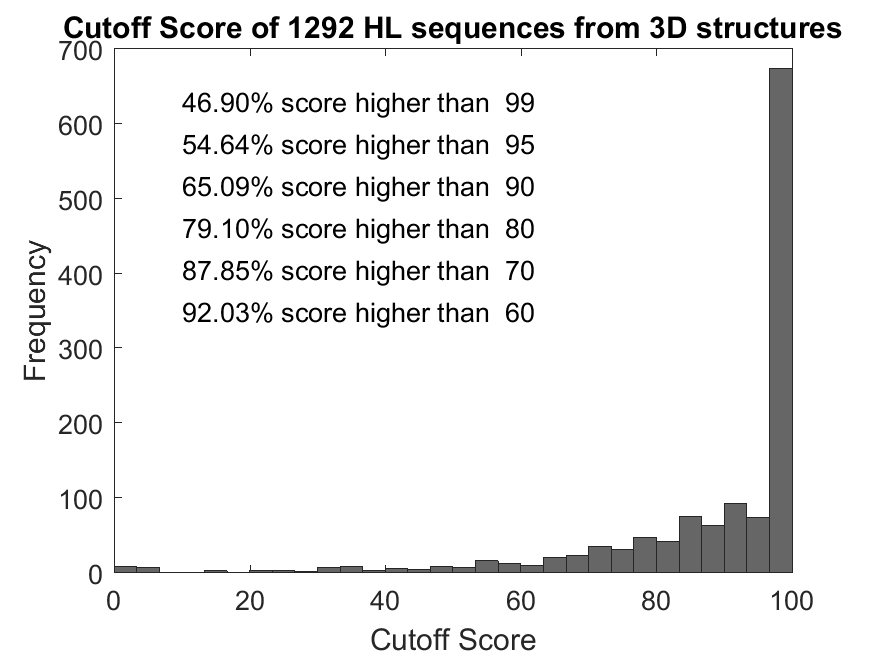 Cutoff Score of 1292 HL sequences from 3D structures
700
600
500
400
300
200
100
0
Frequency
46.90% score higher than 99
54.64% score higher than 95
65.09% score higher than 90
79.10% score higher than 80
87.85% score higher than 70
92.03% score higher than 60
0 20 40 60 80 100
Cutoff Score